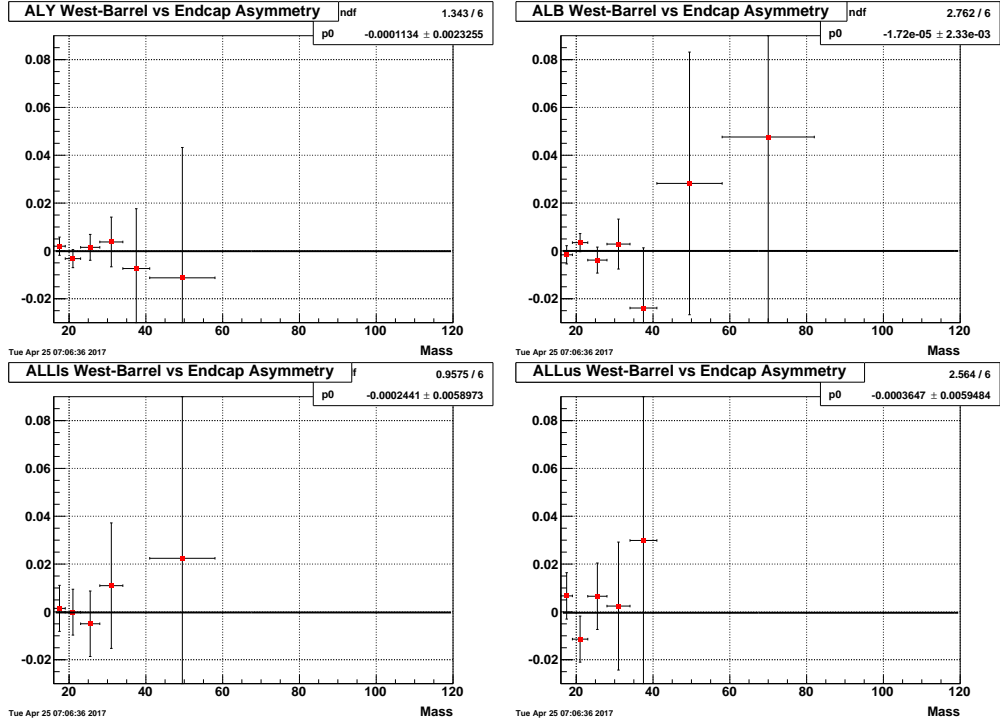 ALY West-Barrel vs Endcap Asymmetry
ndf 1.343 / 6
p0 -0.0001134 ± 0.0023255
0.08
0.06
0.04
0.02
0
-0.02
20 40 60 80 100 120
Mass
Tue Apr 25 07:06:36 2017
ALB West-Barrel vs Endcap Asymmetry
ndf 2.762 / 6
p0 -1.72e-05 ± 2.33e-03
0.08
0.06
0.04
0.02
0
-0.02
20 40 60 80 100 120
Mass
Tue Apr 25 07:06:36 2017
ALLls West-Barrel vs Endcap Asymmetry
f 0.9575 / 6
p0 -0.0002441 ± 0.0058973
0.08
0.06
0.04
0.02
0
-0.02
20 40 60 80 100 120
Mass
Tue Apr 25 07:06:36 2017
ALLus West-Barrel vs Endcap Asymmetry
2.564 / 6
p0 -0.0003647 ± 0.0059484
0.08
0.06
0.04
0.02
0
-0.02
20 40 60 80 100 120
Mass
Tue Apr 25 07:06:36 2017